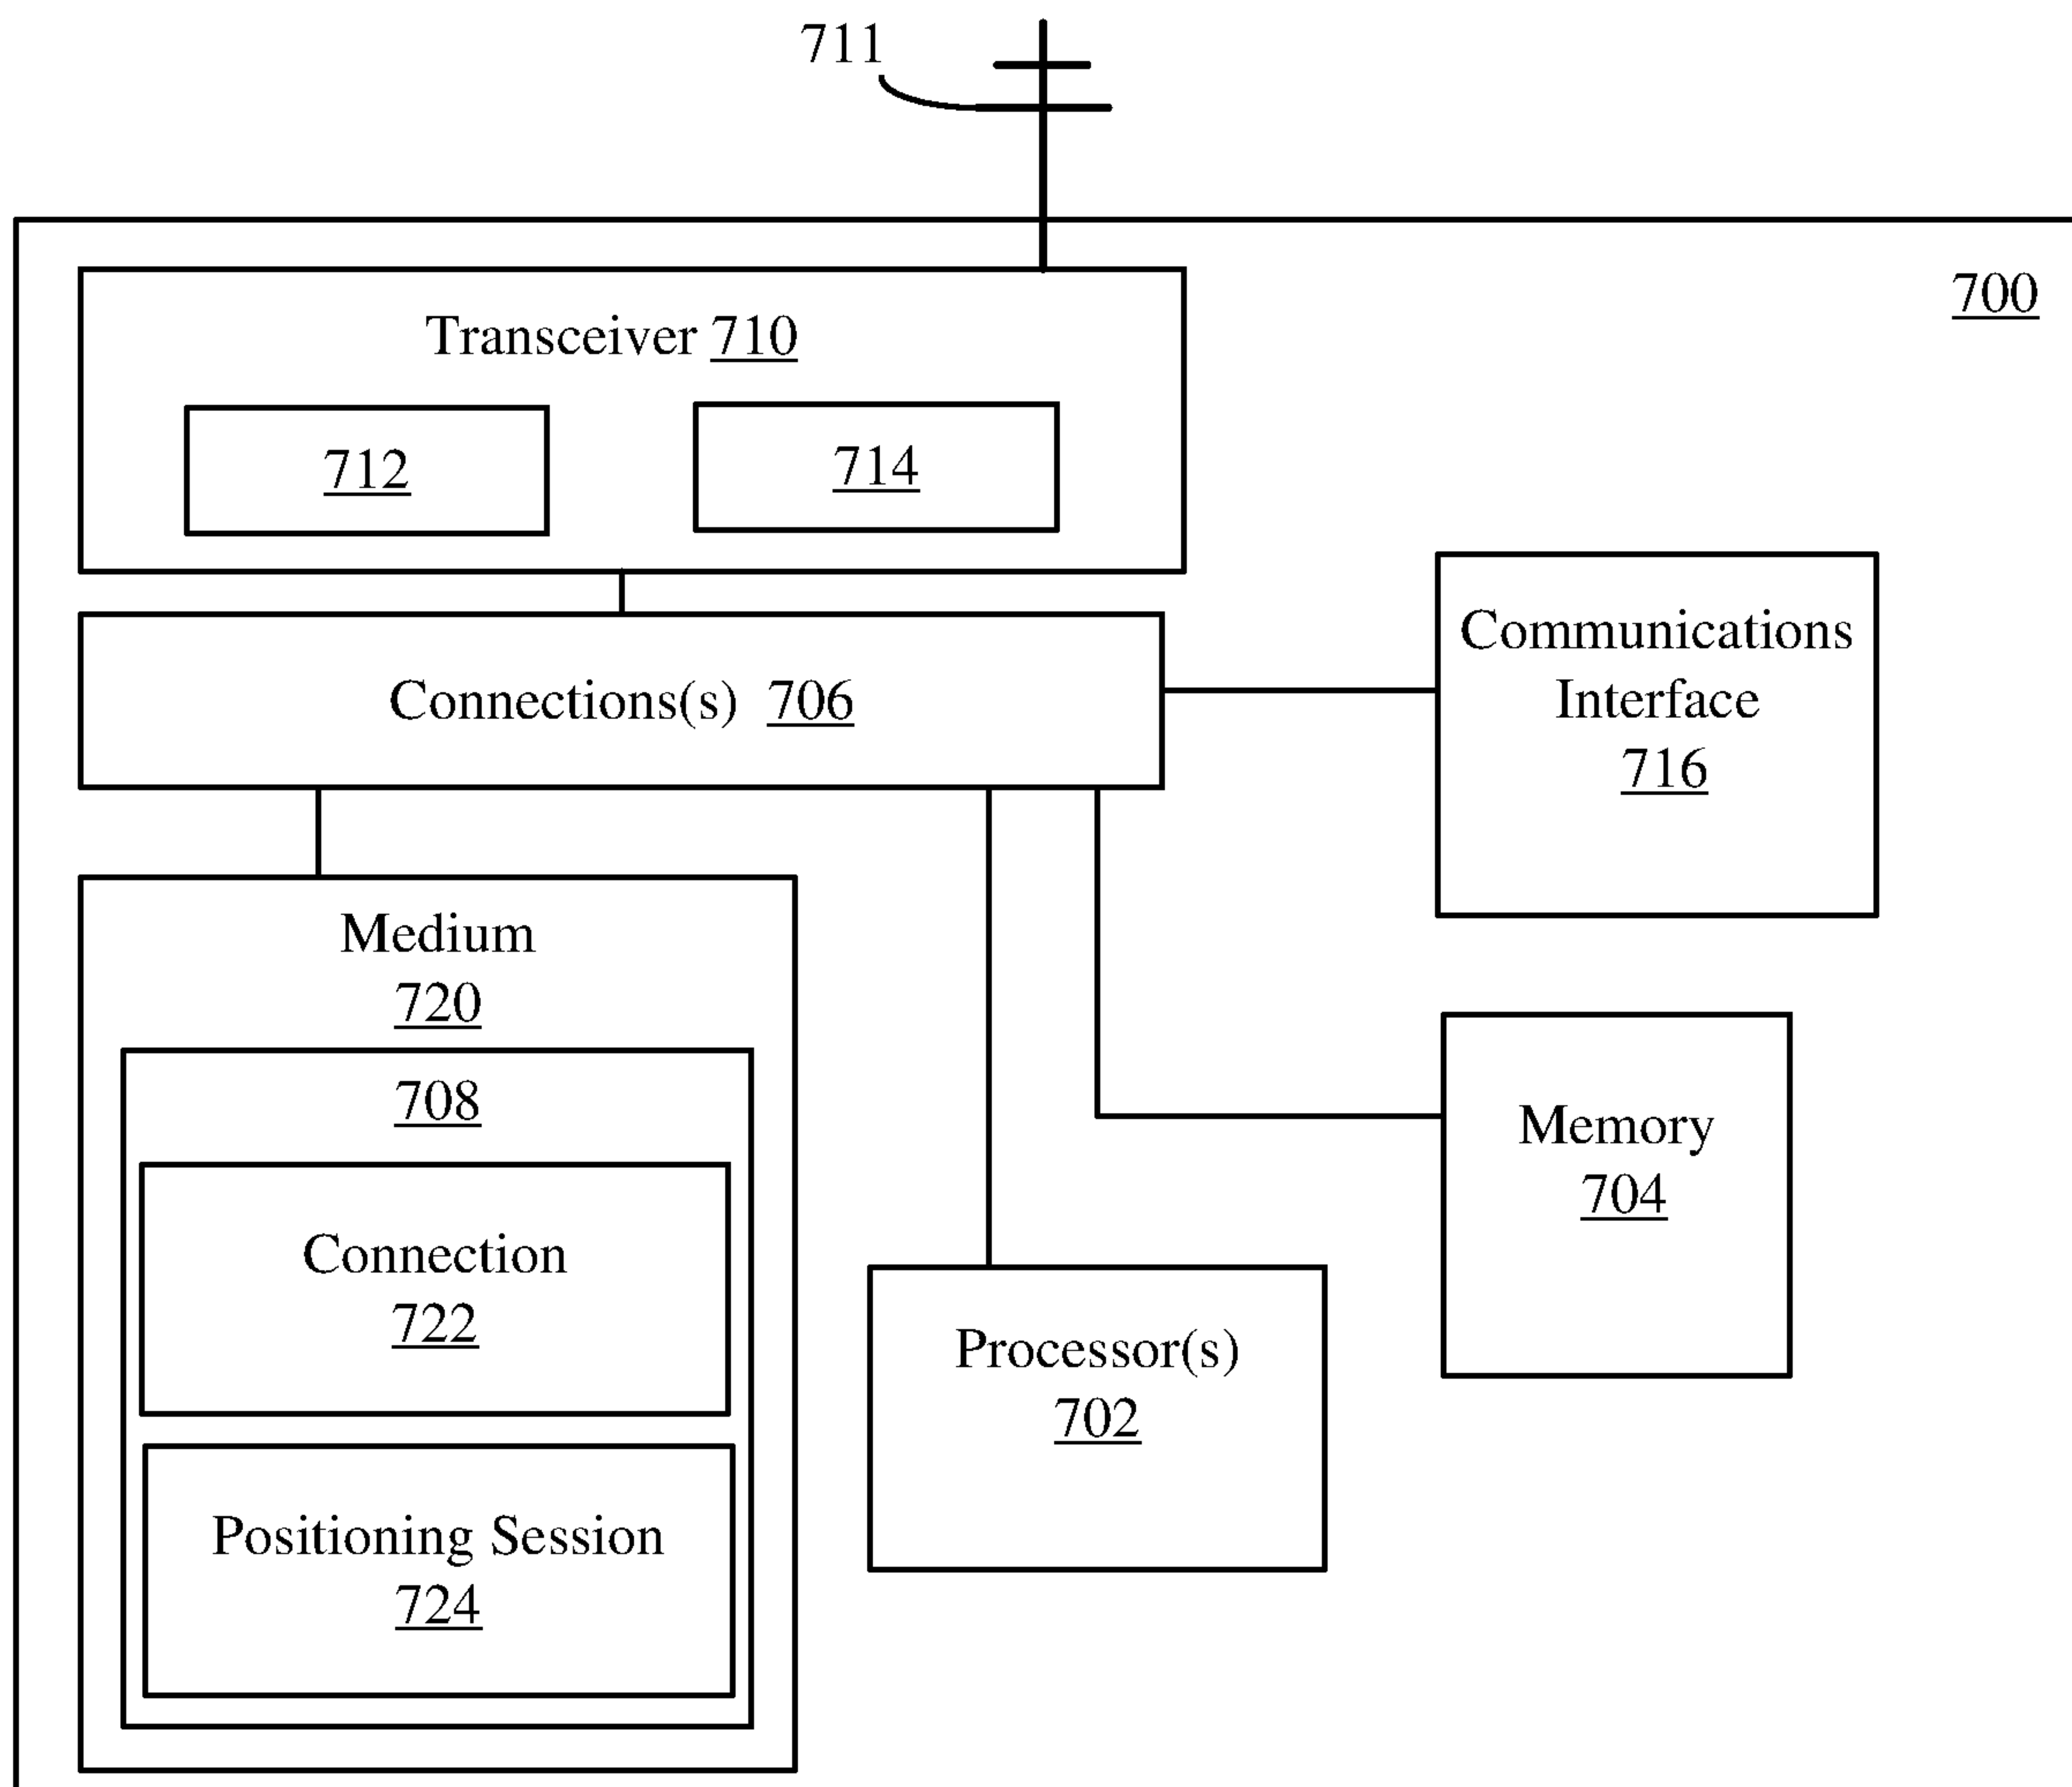 711
700
Transceiver 710
712
714
Connections(s) 706
Communications
Interface
716
Medium
720
708
Connection
722
Positioning Session
724
Processor(s)
702
Memory
704